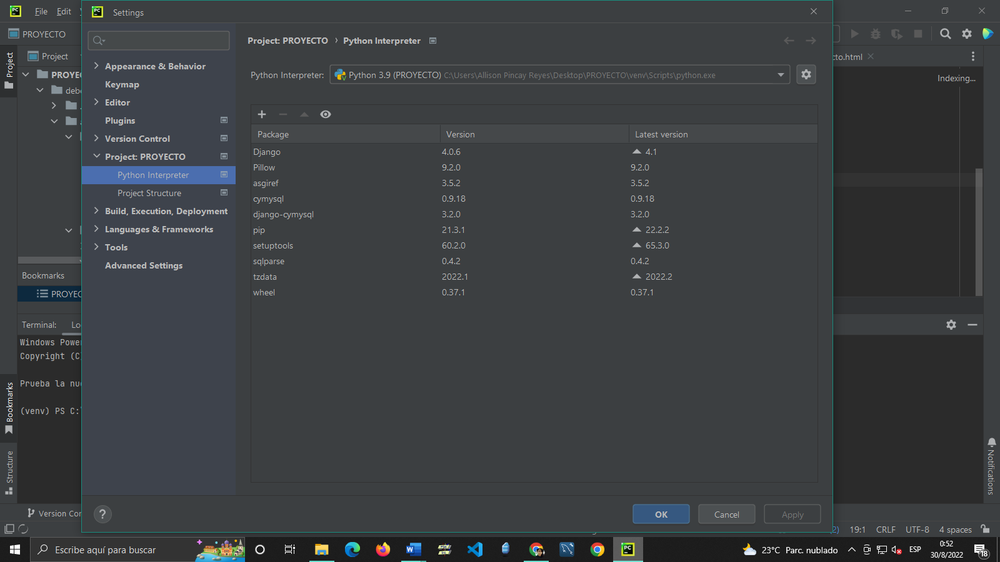 File Edit
Settings
PROYECTO
Project
PROYE
Bookmarks
PROYEC
Terminal:
Windows Power
Copyright (C)
Prueba la nu
(venv) PS C:\
Project
Bookmarks
Structure
Version Con
Appearance & Behavior
Keymap
Editor
Plugins
Version Control
Project: PROYECTO
Python Interpreter
Project Structure
Build, Execution, Deployment
Languages & Frameworks
Tools
Advanced Settings
Project: PROYECTO › Python Interpreter
Python Interpreter: Python 3.9 (PROYECTO) C:\Users\Allison Pincay Reyes\Desktop\PROYECTO\venv\Scripts\python.exe
Package Version Latest version
Django 4.0.6 4.1
Pillow 9.2.0 9.2.0
asgiref 3.5.2 3.5.2
cymysql 0.9.18 0.9.18
django-cymysql 3.2.0 3.2.0
pip 21.3.1 22.2.2
setuptools 60.2.0 65.3.0
sqlparse 0.4.2 0.4.2
tzdata 2022.1 2022.2
wheel 0.37.1 0.37.1
? OK Cancel Apply
cto.html
Indexing...
Notifications
19:1 CRLF UTF-8 4 spaces
Escribe aquí para buscar
23°C Parc. nublado
ESP
0:52
30/8/2022
18